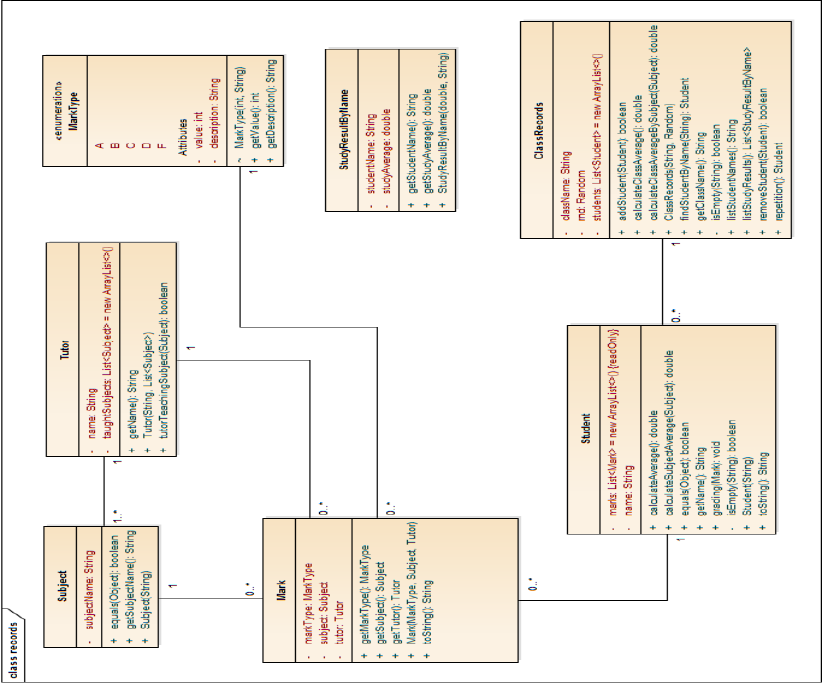 class records
Subject
- subjectName: String
+ equals(Object): boolean
+ getSubjectName(): String
+ Subject(String)
1
0..*
1..*
1
Tutor
- name: String
- taughtSubjects: List<Subject> = new ArrayList<>()
+ getName(): String
+ Tutor(String, List<Subject>)
+ tutorTeachingSubject(Subject): boolean
1
0..*
«enumeration»
MarkType
A
B
C
D
F
Attributes
- value: int
- description: String
~ MarkType(int, String)
+ getValue(): int
+ getDescription(): String
1
0..*
Mark
- markType: MarkType
- subject: Subject
- tutor: Tutor
+ getMarkType(): MarkType
+ getSubject(): Subject
+ getTutor(): Tutor
+ Mark(MarkType, Subject, Tutor)
+ toString(): String
0..*
1
StudyResultByName
- studentName: String
- studyAverage: double
+ getStudentName(): String
+ getStudyAverage(): double
+ StudyResultByName(double, String)
Student
- marks: List<Mark> = new ArrayList<>() {readOnly}
- name: String
+ calculateAverage(): double
+ calculateSubjectAverage(Subject): double
+ equals(Object): boolean
+ getName(): String
+ grading(Mark): void
- isEmpty(String): boolean
+ Student(String)
+ toString(): String
0..*
1
ClassRecords
- className: String
- rnd: Random
- students: List<Student> = new ArrayList<>()
+ addStudent(Student): boolean
+ calculateClassAverage(): double
+ calculateClassAverageBySubject(Subject): double
+ ClassRecords(String, Random)
+ findStudentByName(String): Student
+ getClassName(): String
- isEmpty(String): boolean
+ listStudentNames(): String
+ listStudyResults(): List<StudyResultByName>
+ removeStudent(Student): boolean
+ repetition(): Student